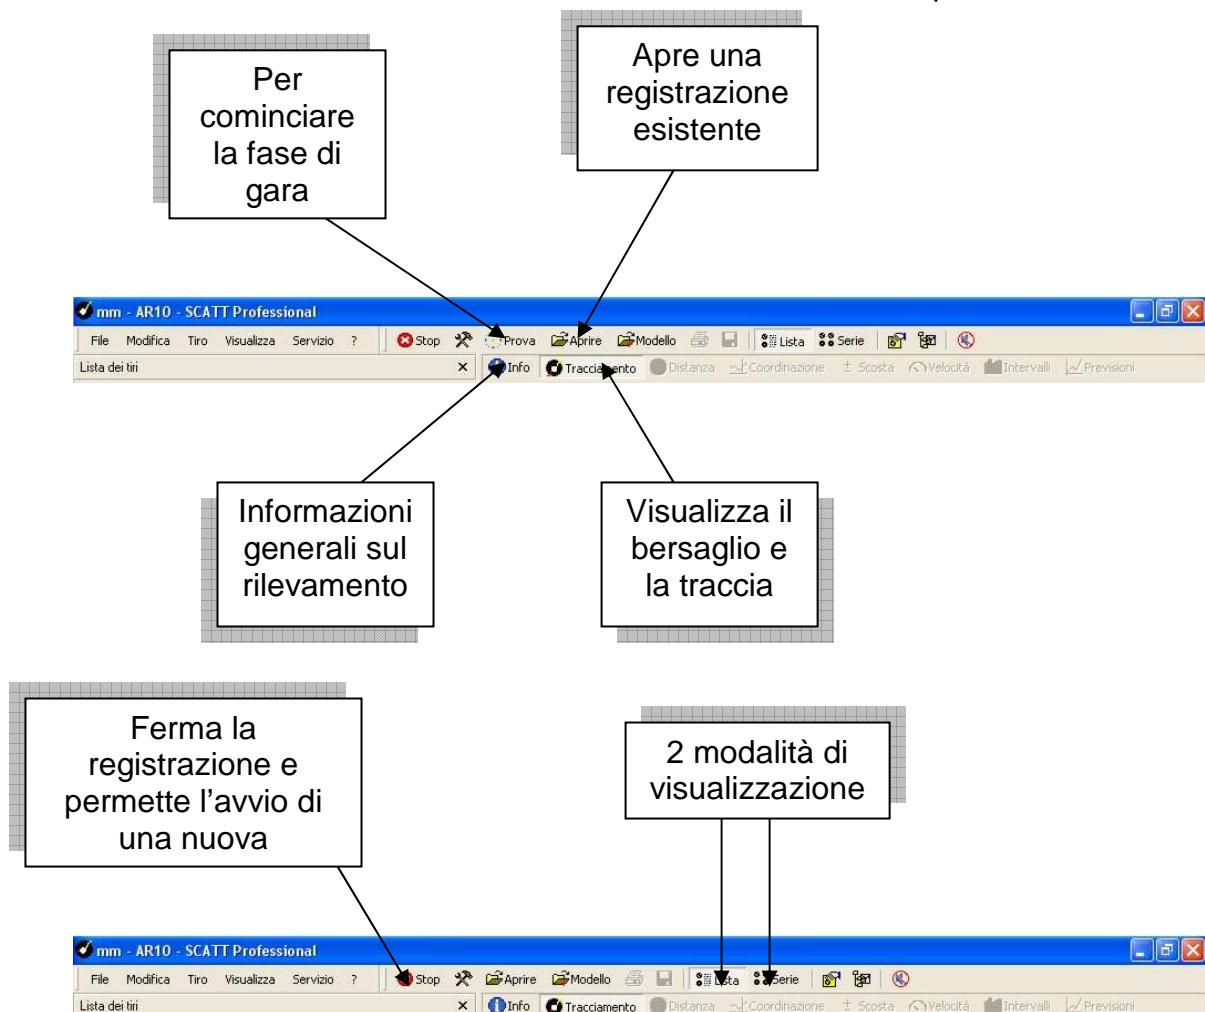 Per
cominciare
la fase di
gara
Apre una
registrazione
esistente
mm - AR10 - SCATT Professional
File Modifica Tiro Visualizza Servizio ? Stop Prova Aprire Modello Lista Serie
Lista dei tiri Info Tracciamento Distanza Coordinazione ± Scosta Velocità Intervalli Previsioni
Informazioni
generali sul
rilevamento
Visualizza il
bersaglio e
la traccia
Ferma la
registrazione e
permette l'avvio di
una nuova
2 modalità di
visualizzazione
mm - AR10 - SCATT Professional
File Modifica Tiro Visualizza Servizio ? Stop Aprire Modello Lista Serie
Lista dei tiri Info Tracciamento Distanza Coordinazione ± Scosta Velocità Intervalli Previsioni